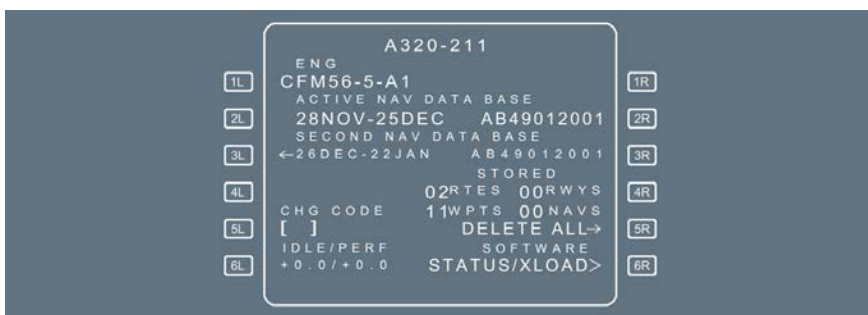 A320-211
ENG
1L CFM56-5-A1 1R
ACTIVE NAV DATA BASE
2L 28NOV-25DEC AB49012001 2R
SECOND NAV DATA BASE
3L ←26DEC-22JAN AB49012001 3R
STORED
4L 02RTES 00RWYS 4R
CHG CODE 11WPTS 00NAVS
5L [ ] DELETE ALL→ 5R
IDLE/PERF SOFTWARE
6L +0.0/+0.0 STATUS/XLOAD> 6R